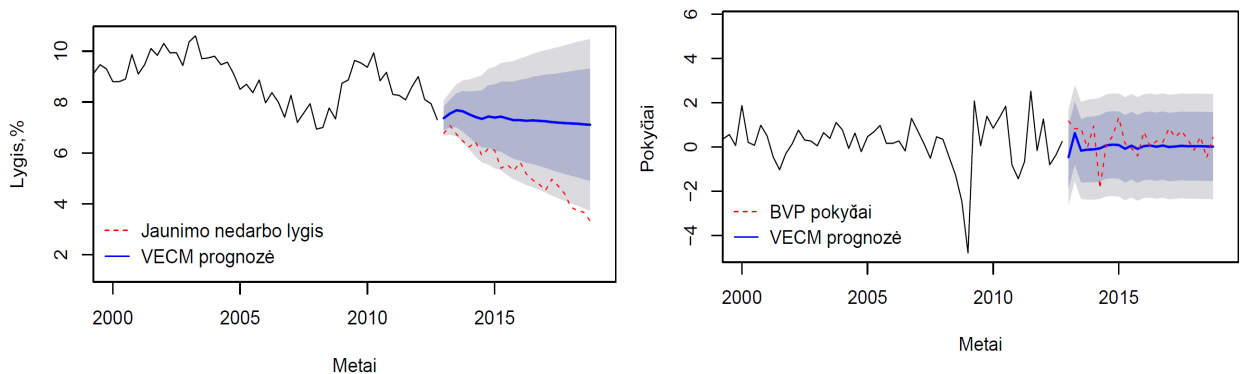 Lygis,%
10
8
6
4
2
Jaunimo nedarbo lygis
VECM prognozė
2000 2005 2010 2015
Metai
Pokyčiai
6
4
2
0
−2
−4
BVP pokyčiai
VECM prognozė
2000 2005 2010 2015
Metai